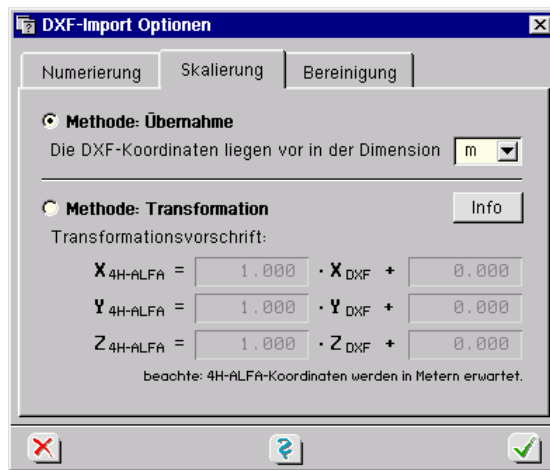 DXF-Import Optionen
Numerierung Skalierung Bereinigung
Methode: Übernahme
Die DXF-Koordinaten liegen vor in der Dimension m
Methode: Transformation Info
Transformationsvorschrift:
X 4H-ALFA = 1.000 · X DXF + 0.000
Y 4H-ALFA = 1.000 · Y DXF + 0.000
Z 4H-ALFA = 1.000 · Z DXF + 0.000
beachte: 4H-ALFA-Koordinaten werden in Metern erwartet.